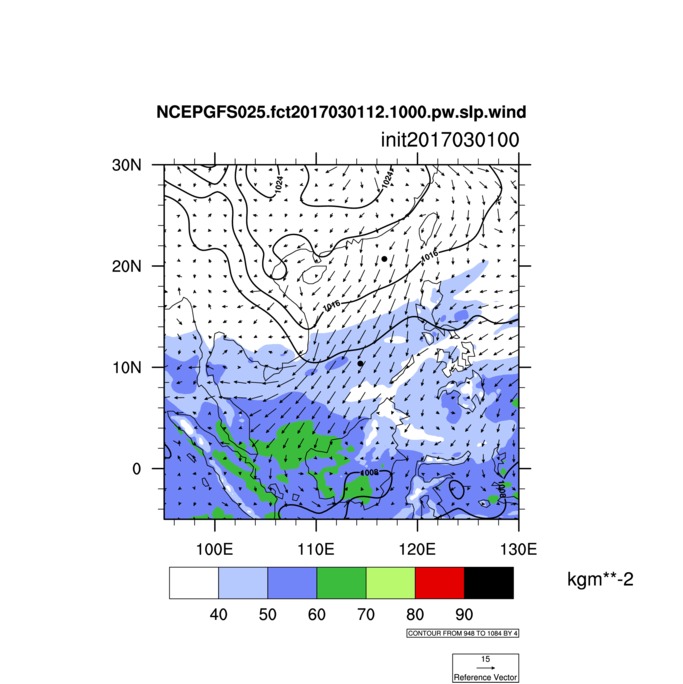 NCEPGFS025.fct2017030112.1000.pw.slp.wind
init2017030100
30N
20N
10N
0
1024
1024
1016
1016
1008
100E
110E
120E
130E
40
50
60
70
80
90
kgm**-2
CONTOUR FROM 948 TO 1084 BY 4
15
Reference Vector